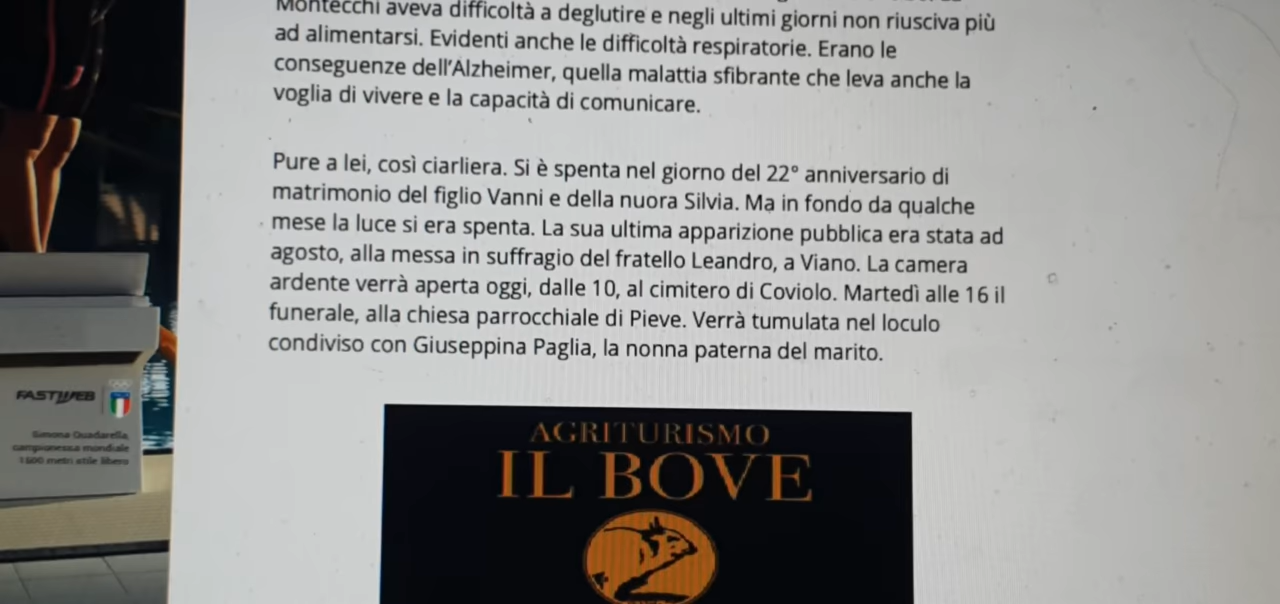 Montecchi aveva difficoltà a deglutire e negli ultimi giorni non riusciva più
ad alimentarsi. Evidenti anche le difficoltà respiratorie. Erano le
conseguenze dell'Alzheimer, quella malattia sfibrante che leva anche la
voglia di vivere e la capacità di comunicare.
Pure a lei, così ciarliera. Si è spenta nel giorno del 22° anniversario di
matrimonio del figlio Vanni e della nuora Silvia. Ma in fondo da qualche
mese la luce si era spenta. La sua ultima apparizione pubblica era stata ad
agosto, alla messa in suffragio del fratello Leandro, a Viano. La camera
ardente verrà aperta oggi, dalle 10, al cimitero di Coviolo. Martedì alle 16 il
funerale, alla chiesa parrocchiale di Pieve. Verrà tumulata nel loculo
condiviso con Giuseppina Paglia, la nonna paterna del marito.
FASTWEB
Simona Quadarella,
campionessa mondiale
1500 metri stile libero
AGRITURISMO
IL BOVE